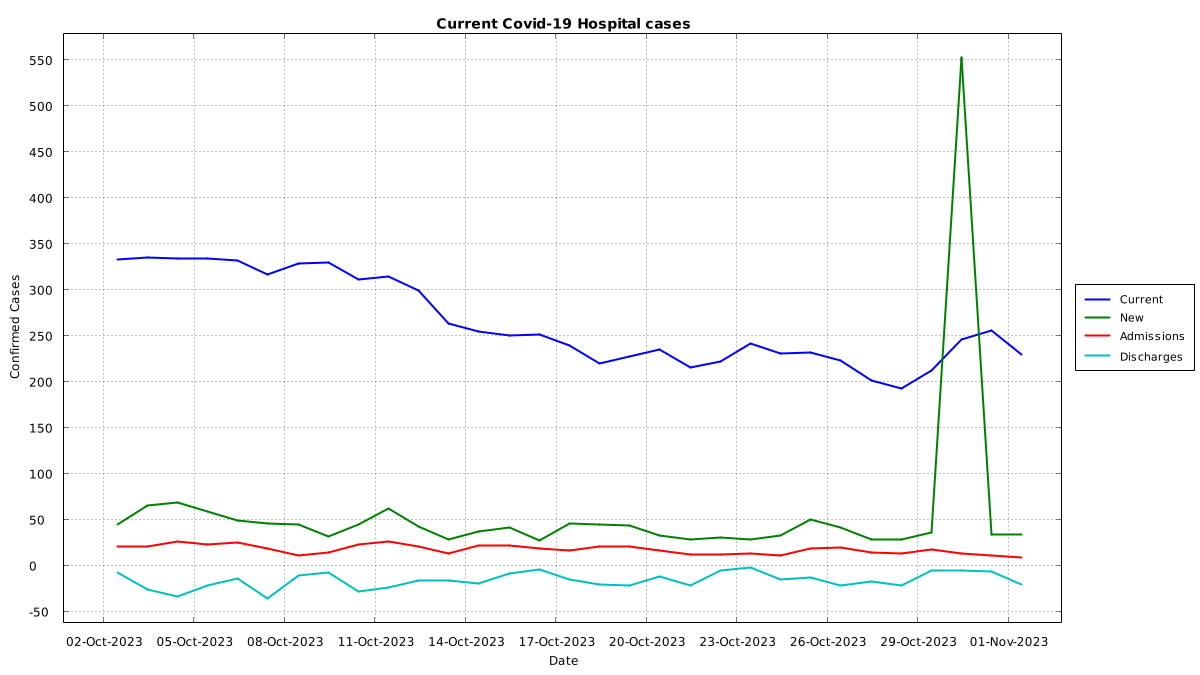 Current Covid-19 Hospital cases
550
500
450
400
350
300
250
200
150
100
50
0
-50
Confirmed Cases
02-Oct-2023 05-Oct-2023 08-Oct-2023 11-Oct-2023 14-Oct-2023 17-Oct-2023 20-Oct-2023 23-Oct-2023 26-Oct-2023 29-Oct-2023 01-Nov-2023
Date
Current
New
Admissions
Discharges